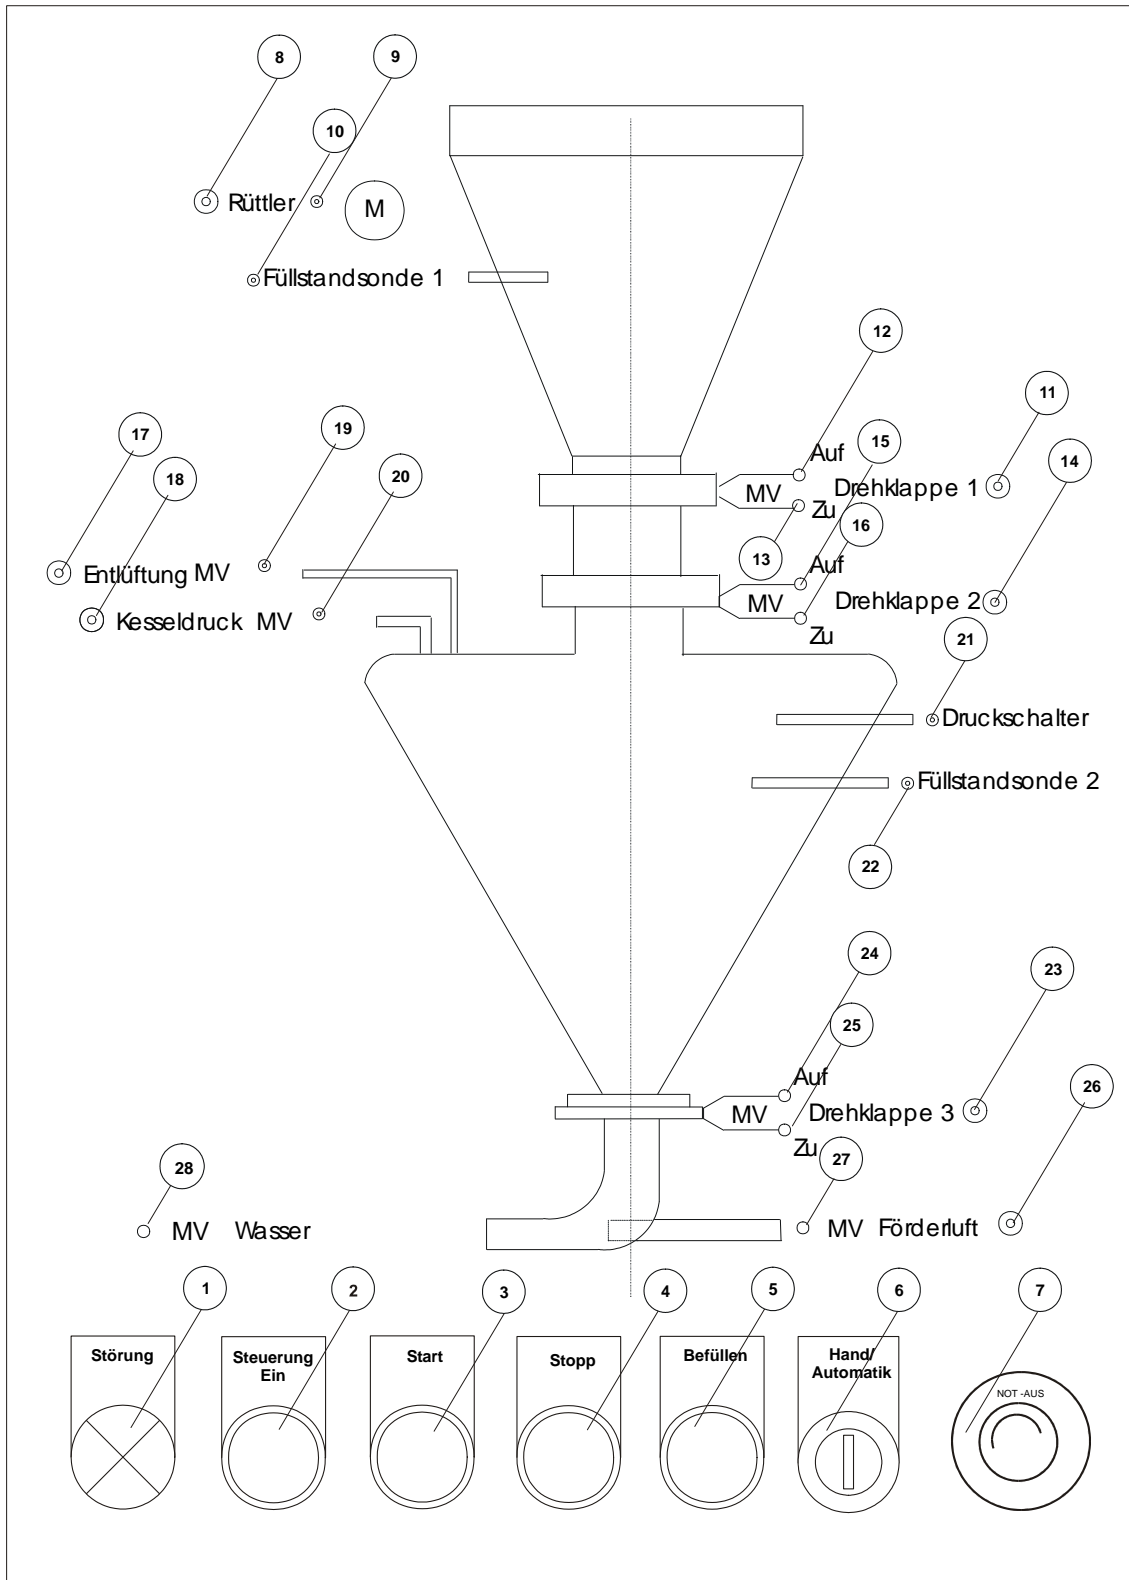 8
9
10
Rüttler
M
Füllstandsonde 1
12
11
17
19
15
14
18
20
Auf
MV
Drehklappe 1
Zu
16
13
Auf
Entlüftung MV
MV
Drehklappe 2
Kesseldruck MV
Zu
21
Druckschalter
Füllstandsonde 2
22
24
23
25
Auf
26
MV
Drehklappe 3
Zu
28
27
MV Wasser
MV Förderluft
1
2
3
4
5
6
7
Störung
Steuerung
Ein
Start
Stopp
Befüllen
Hand/
Automatik
NOT -AUS